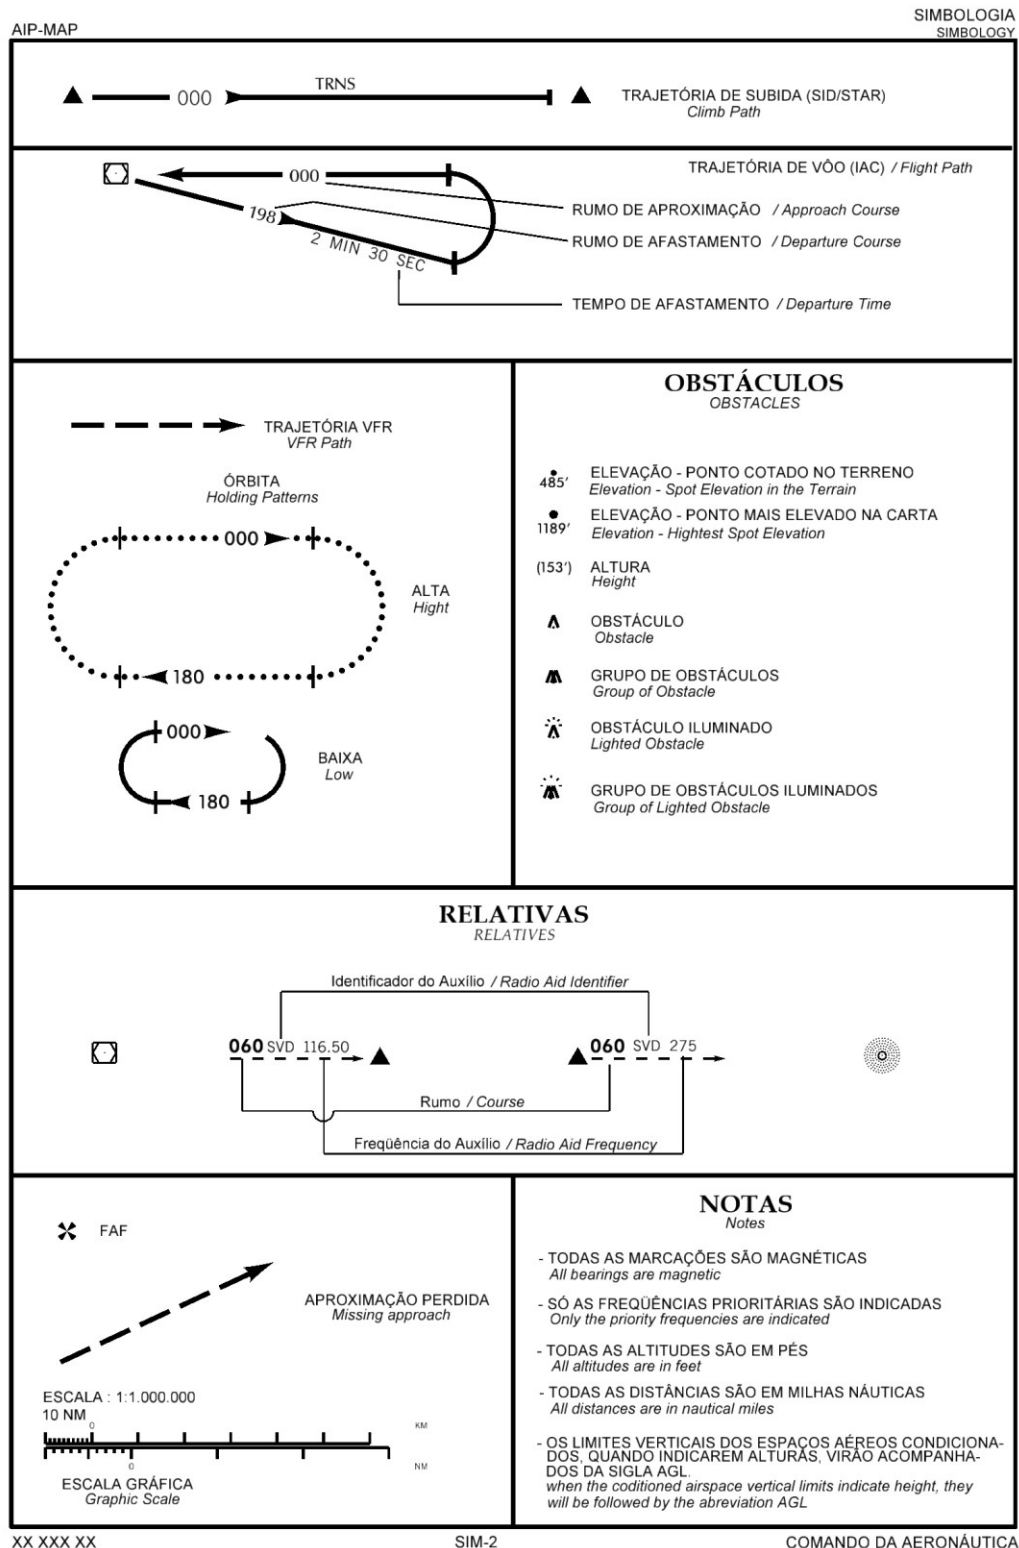 AIP-MAP
SIMBOLOGIA
SIMBOLOGY
TRNS
000
TRAJETÓRIA DE SUBIDA (SID/STAR)
Climb Path
TRAJETÓRIA DE VÔO (IAC) / Flight Path
000
RUMO DE APROXIMAÇÃO / Approach Course
198
RUMO DE AFASTAMENTO / Departure Course
2 MIN 30 SEC
TEMPO DE AFASTAMENTO / Departure Time
TRAJETÓRIA VFR
VFR Path
ÓRBITA
Holding Patterns
000
ALTA
Hight
180
000
BAIXA
Low
180
OBSTÁCULOS
OBSTACLES
485' ELEVAÇÃO - PONTO COTADO NO TERRENO
Elevation - Spot Elevation in the Terrain
1189' ELEVAÇÃO - PONTO MAIS ELEVADO NA CARTA
Elevation - Hightest Spot Elevation
(153') ALTURA
Height
OBSTÁCULO
Obstacle
GRUPO DE OBSTÁCULOS
Group of Obstacle
OBSTÁCULO ILUMINADO
Lighted Obstacle
GRUPO DE OBSTÁCULOS ILUMINADOS
Group of Lighted Obstacle
RELATIVAS
RELATIVES
Identificador do Auxílio / Radio Aid Identifier
060 SVD 116.50
060 SVD 275
Rumo / Course
Freqüência do Auxílio / Radio Aid Frequency
FAF
APROXIMAÇÃO PERDIDA
Missing approach
ESCALA : 1:1.000.000
10 NM
0
KM
0
NM
ESCALA GRÁFICA
Graphic Scale
NOTAS
Notes
- TODAS AS MARCAÇÕES SÃO MAGNÉTICAS
All bearings are magnetic
- SÓ AS FREQÜÊNCIAS PRIORITÁRIAS SÃO INDICADAS
Only the priority frequencies are indicated
- TODAS AS ALTITUDES SÃO EM PÉS
All altitudes are in feet
- TODAS AS DISTÂNCIAS SÃO EM MILHAS NÁUTICAS
All distances are in nautical miles
- OS LIMITES VERTICAIS DOS ESPAÇOS AÉREOS CONDICIONA-
DOS, QUANDO INDICAREM ALTURAS, VIRÃO ACOMPANHA-
DOS DA SIGLA AGL.
when the coditioned airspace vertical limits indicate height, they
will be followed by the abreviation AGL
XX XXX XX
SIM-2
COMANDO DA AERONÁUTICA